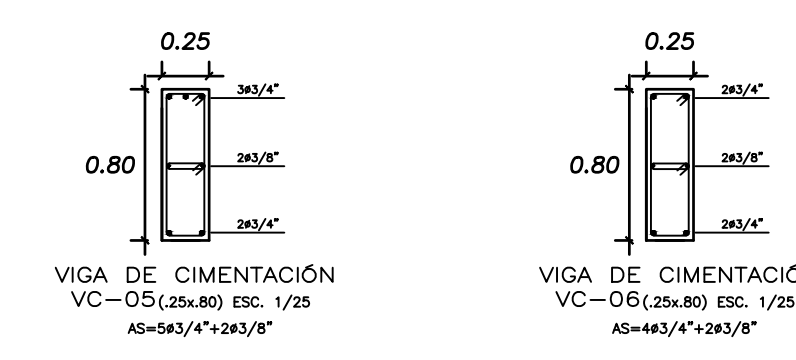 0.25
3ø3/4"
0.80
2ø3/8"
2ø3/4"
VIGA DE CIMENTACIÓN
VC-05(.25x.80) ESC. 1/25
AS=5ø3/4"+2ø3/8"
0.25
2ø3/4"
0.80
2ø3/8"
2ø3/4"
VIGA DE CIMENTACIÓ
VC-06(.25x.80) ESC. 1/25
AS=4ø3/4"+2ø3/8"